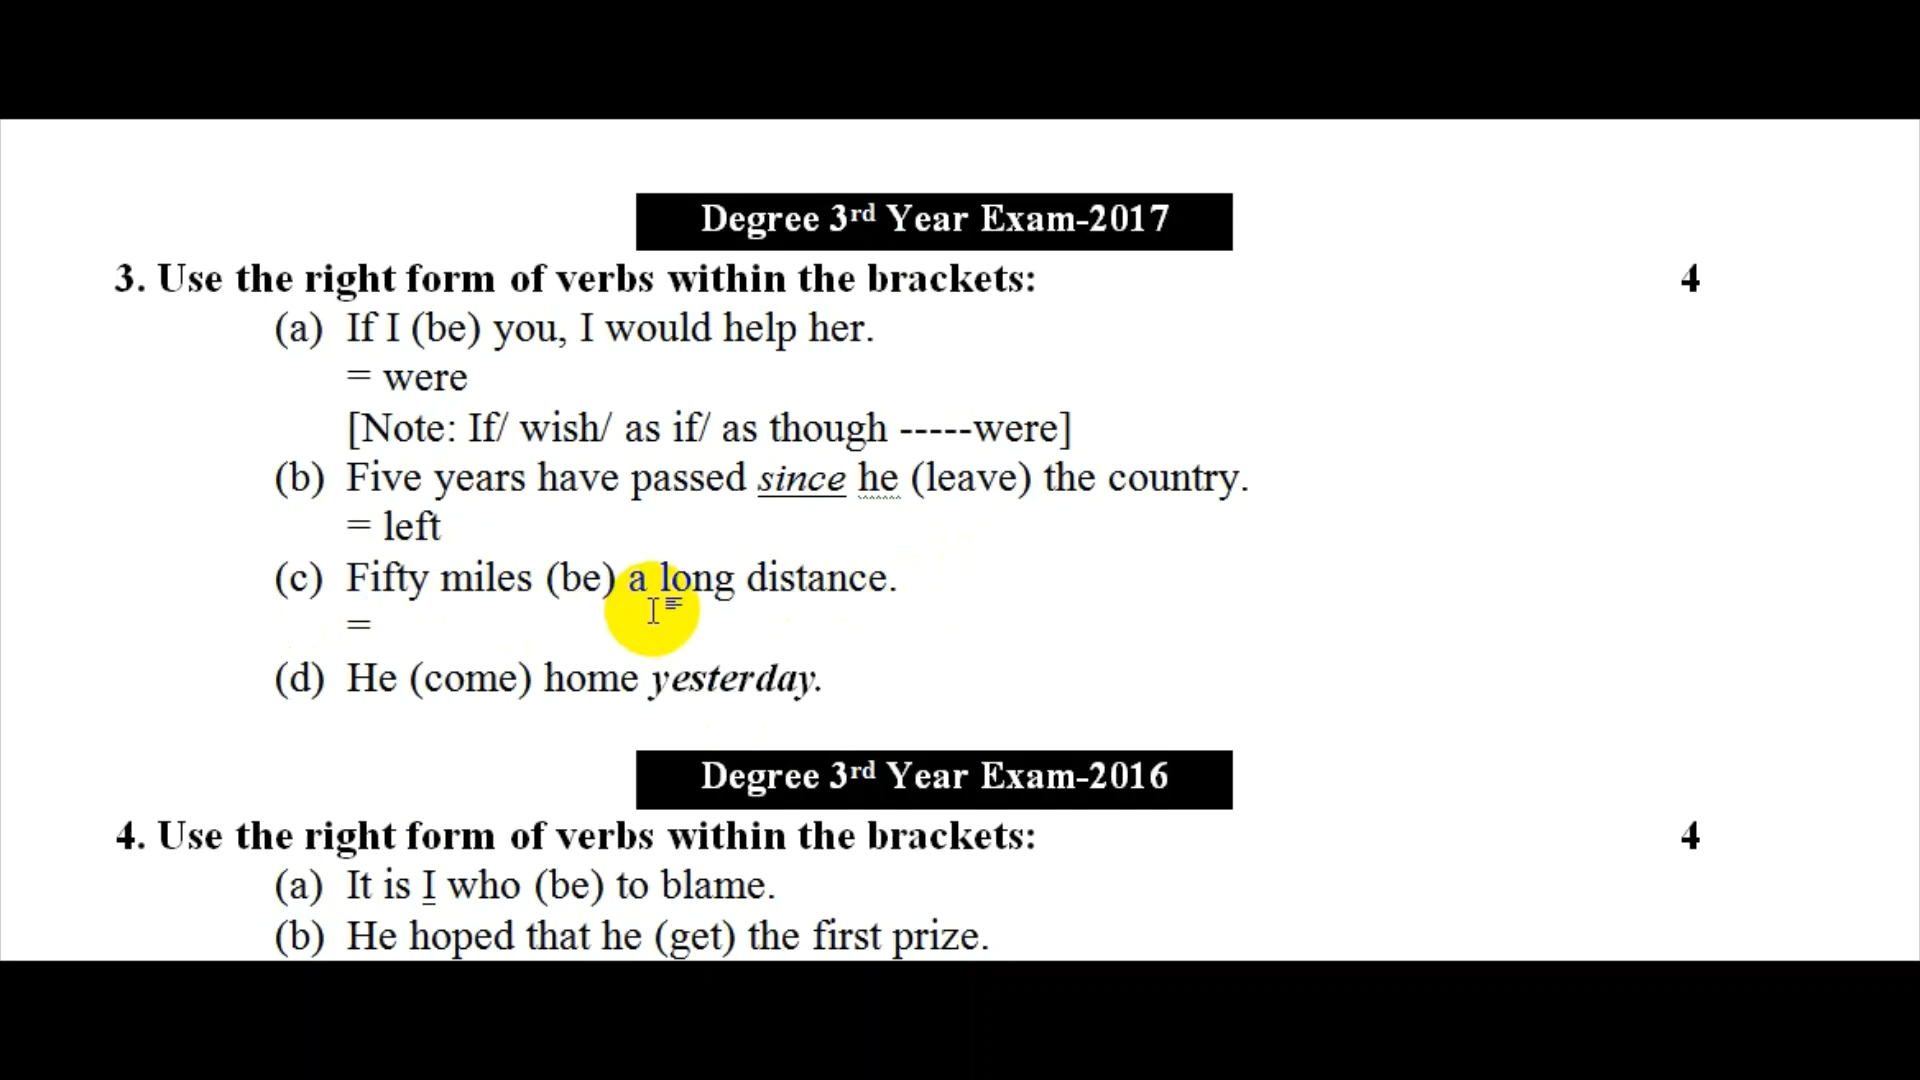 Degree 3rd Year Exam-2017
3. Use the right form of verbs within the brackets: 4
(a) If I (be) you, I would help her.
= were
[Note: If/ wish/ as if/ as though -----were]
(b) Five years have passed since he (leave) the country.
= left
(c) Fifty miles (be) a long distance.
=
(d) He (come) home yesterday.
Degree 3rd Year Exam-2016
4. Use the right form of verbs within the brackets: 4
(a) It is I who (be) to blame.
(b) He hoped that he (get) the first prize.